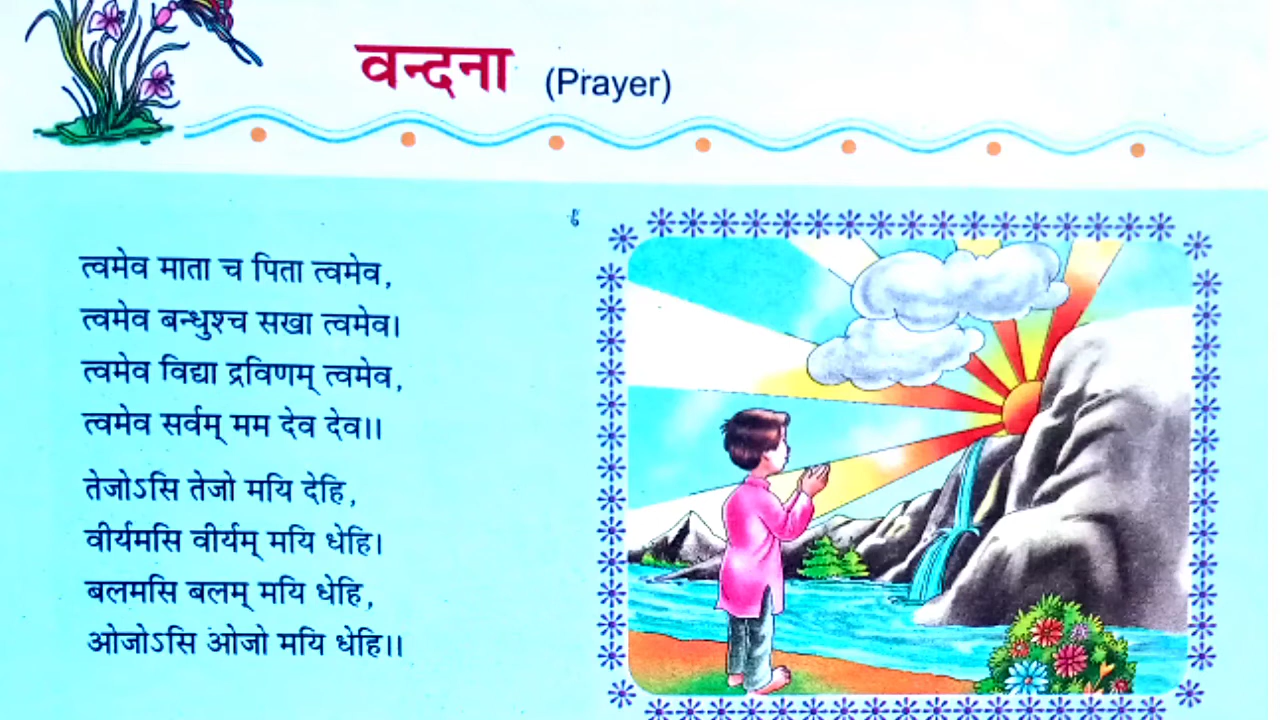 वन्दना (Prayer)
त्वमेव माता च पिता त्वमेव,
त्वमेव बन्धुश्च सखा त्वमेव।
त्वमेव विद्या द्रविणम् त्वमेव,
त्वमेव सर्वम् मम देव देव।।
तेजोऽसि तेजो मयि देहि,
वीर्यमसि वीर्यम् मयि धेहि।
बलमसि बलम् मयि धेहि,
ओजोऽसि ओजो मयि धेहि।।